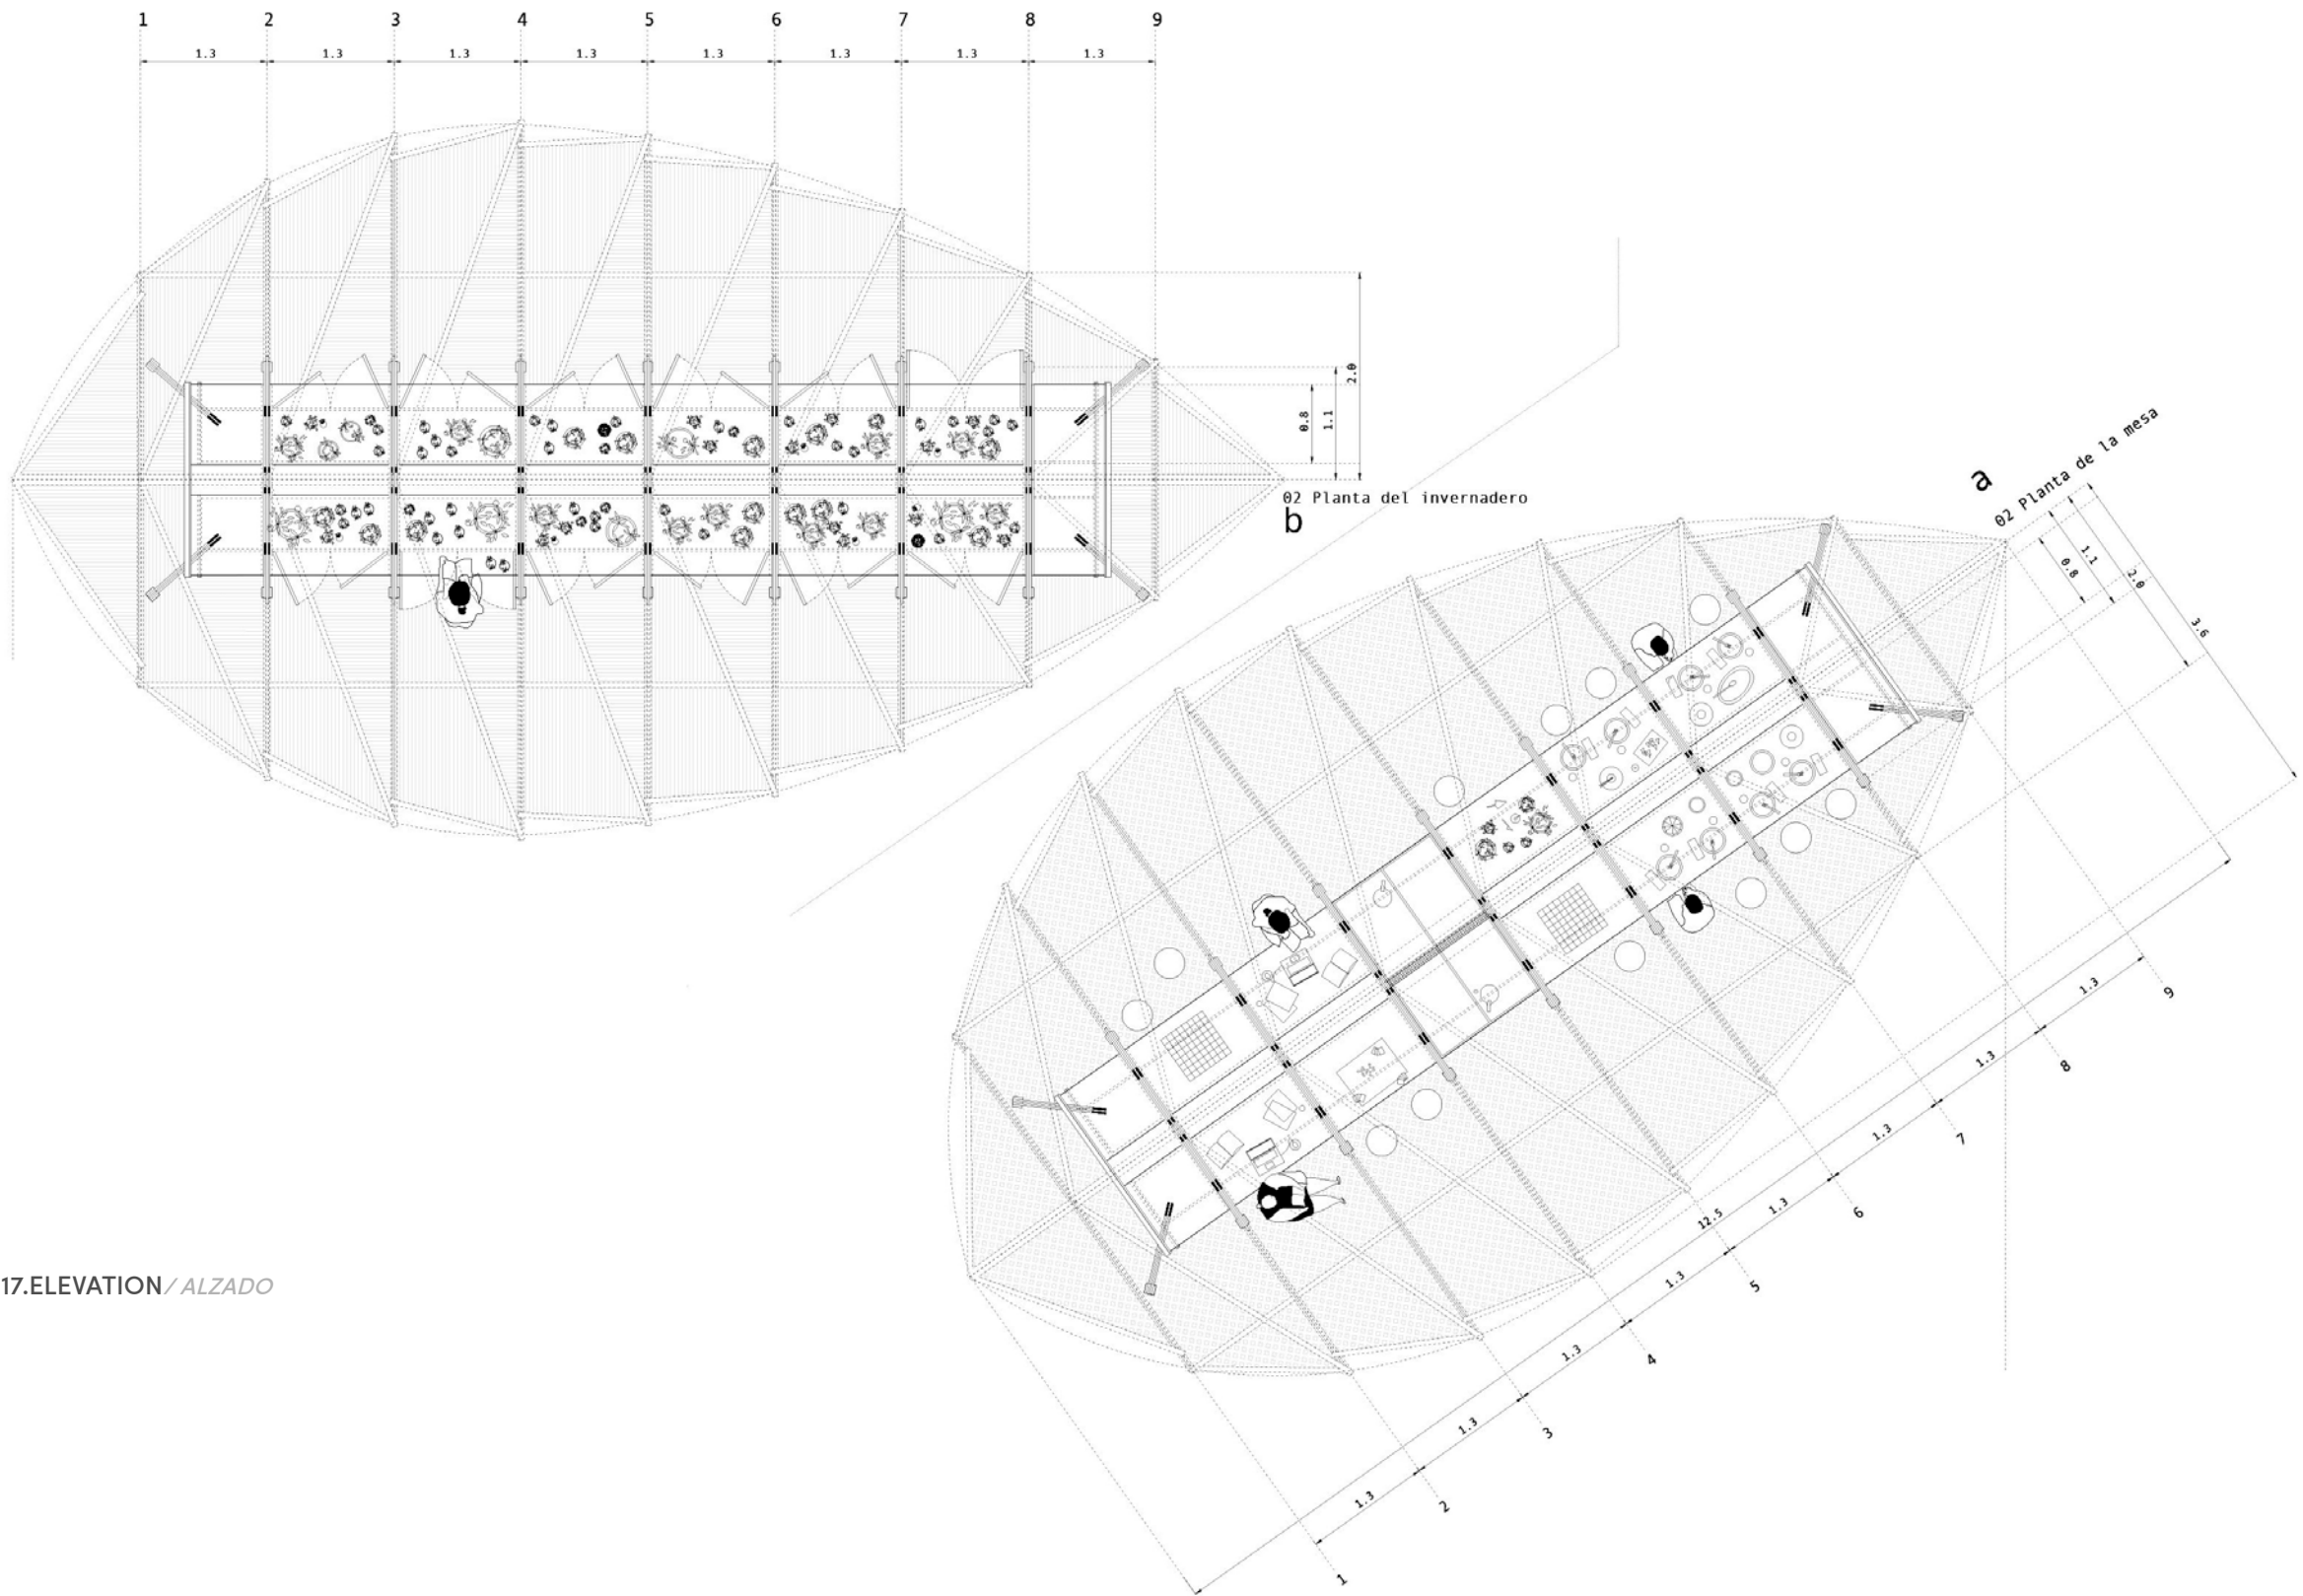 1 2 3 4 5 6 7 8 9
1.3 1.3 1.3 1.3 1.3 1.3 1.3 1.3
0.8 1.1 2.0
02 Planta del invernadero
b
a
02 Planta de la mesa
0.8 1.1 2.0 3.6
1.3 1.3 1.3 1.3 1.3 1.3 1.3 1.3
12.5
1 2 3 4 5 6 7 8 9
17.ELEVATION/ALZADO